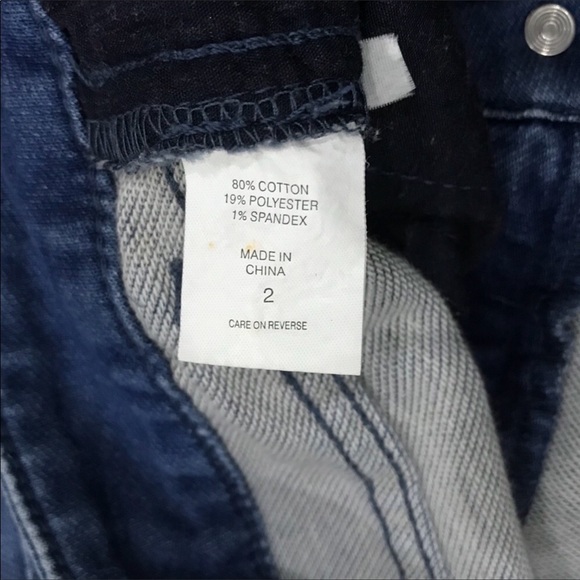 80% COTTON
19% POLYESTER
1% SPANDEX
MADE IN
CHINA
2
CARE ON REVERSE